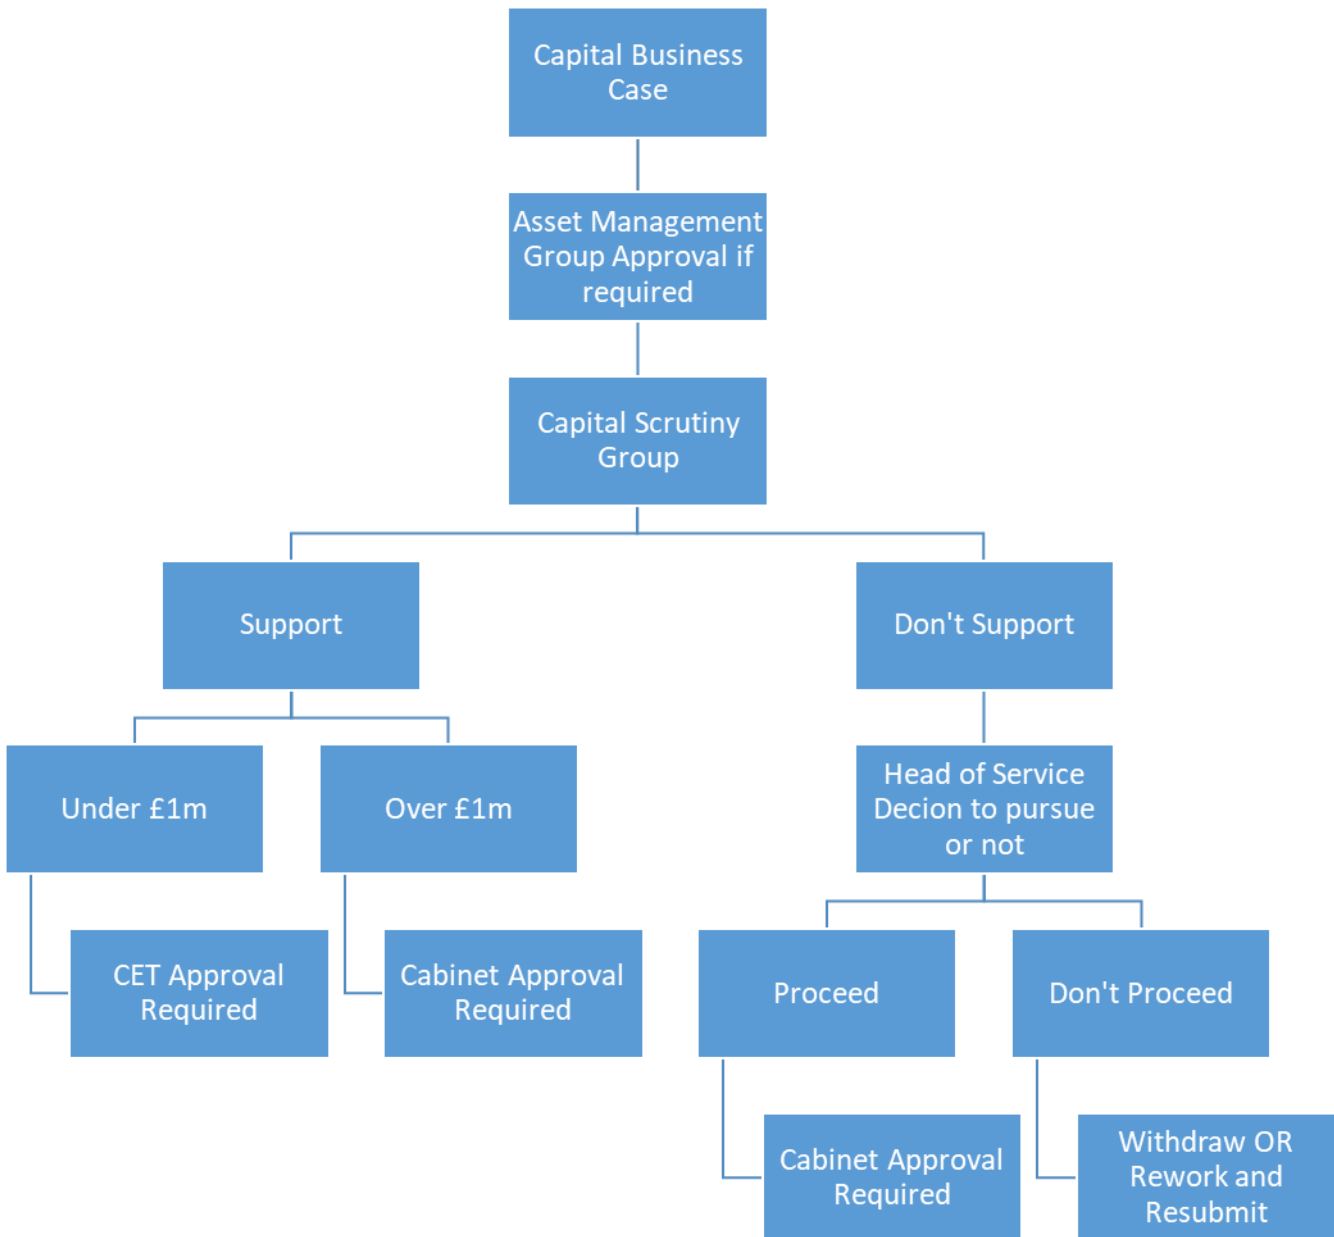 Capital Business
Case
Asset Management
Group Approval if
required
Capital Scrutiny
Group
Support
Don't Support
Under £1m
Over £1m
Head of Service
Decion to pursue
or not
CET Approval
Required
Cabinet Approval
Required
Proceed
Don't Proceed
Cabinet Approval
Required
Withdraw OR
Rework and
Resubmit